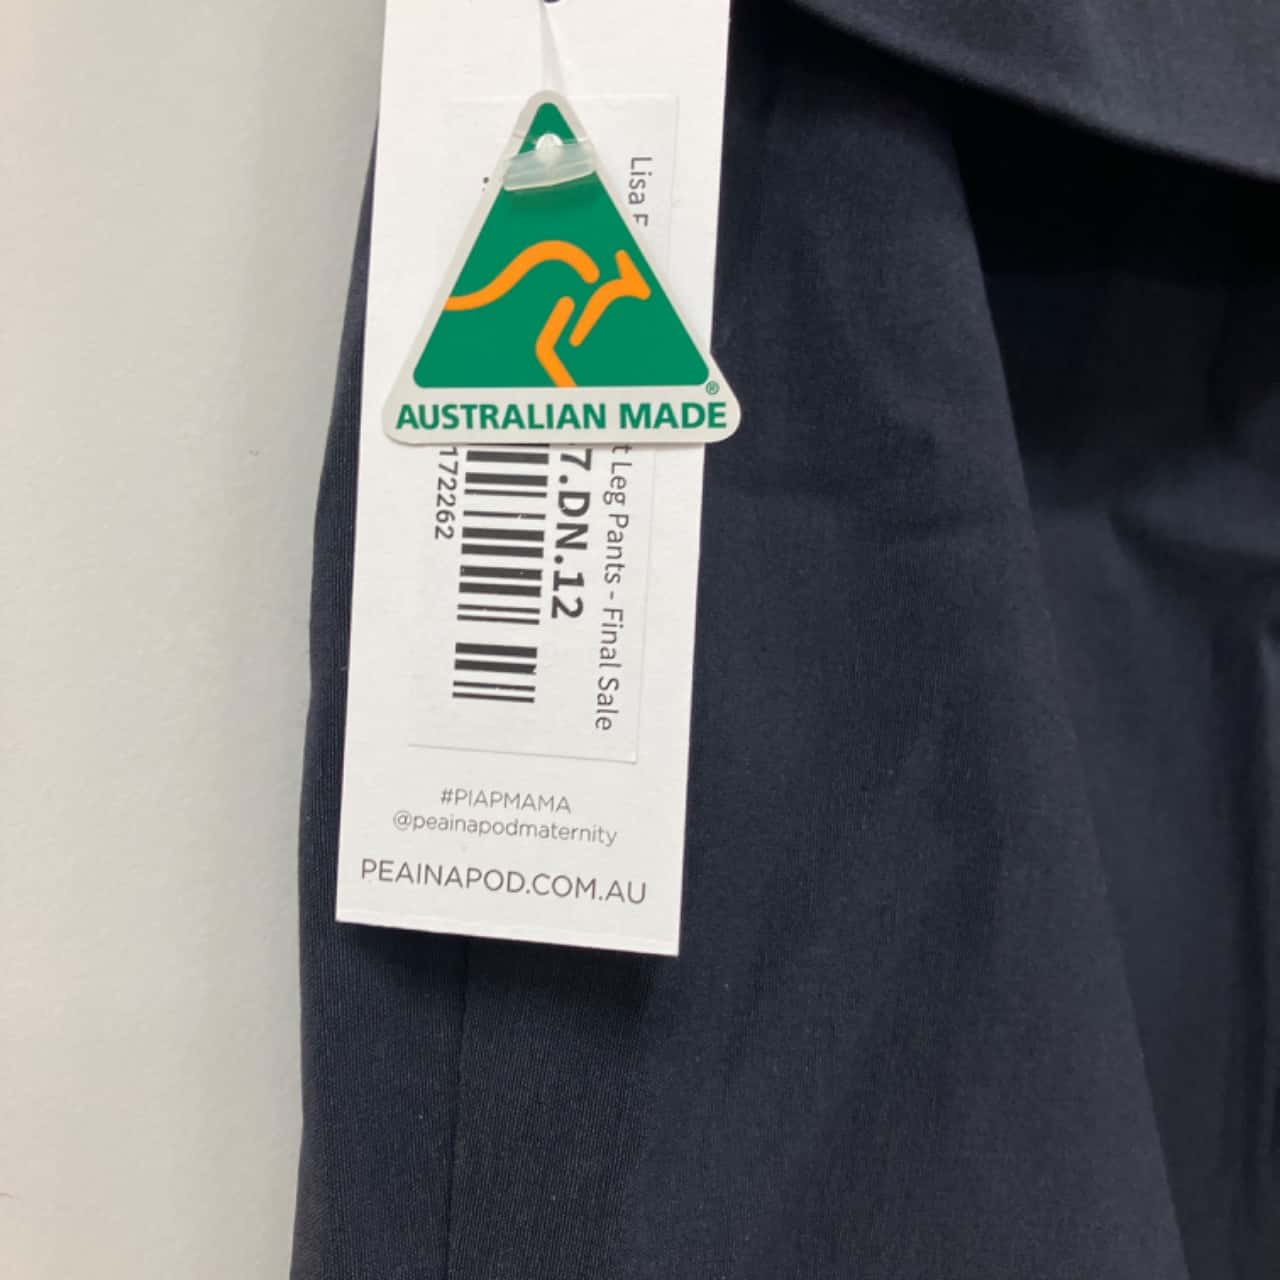 Lisa
t Leg Pants - Final Sale
7.DN.12
172262
AUSTRALIAN MADE
®
#PIAPMAMA
@peainapodmaternity
PEAINAPOD.COM.AU